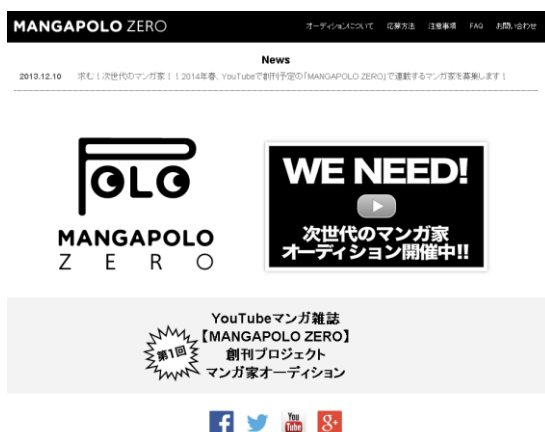 MANGAPOLO ZERO
オーディションについて 応募方法 注意事項 FAQ お問い合わせ
News
2013.12.10 求む!次世代のマンガ家!!2014年春、YouTubeで創刊予定の「MANGAPOLO ZERO」で連載するマンガ家を募集します!
POLO
MANGAPOLO
ZERO
WE NEED!
次世代のマンガ家
オーディション開催中!!
第1回
YouTubeマンガ雑誌
【MANGAPOLO ZERO】
創刊プロジェクト
マンガ家オーディション
f
You
Tube
g+